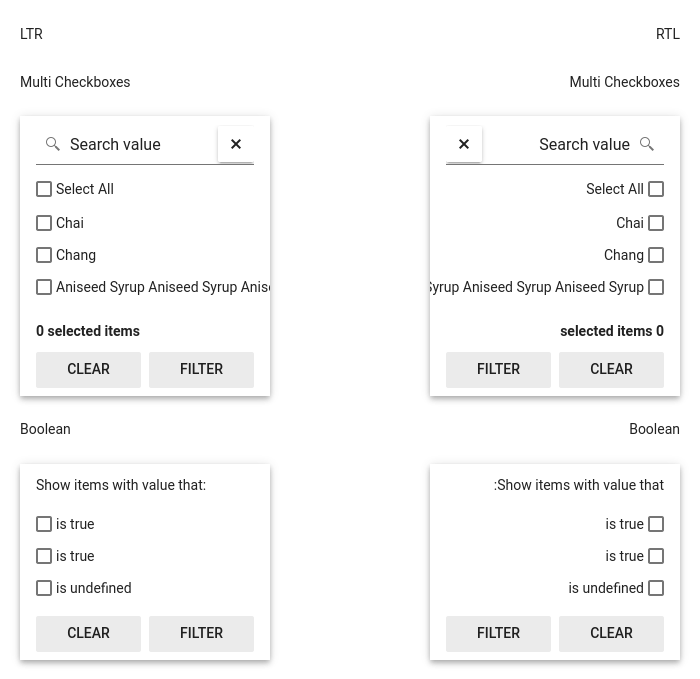 LTR
RTL
Multi Checkboxes
Multi Checkboxes
Search value
Select All
Chai
Chang
Aniseed Syrup Aniseed Syrup
0 selected items
CLEAR FILTER
Search value
Select All
Chai
Chang
Syrup Aniseed Syrup Aniseed Syrup
selected items 0
FILTER CLEAR
Boolean
Boolean
Show items with value that:
is true
is true
is undefined
CLEAR FILTER
:Show items with value that
is true
is true
is undefined
FILTER CLEAR